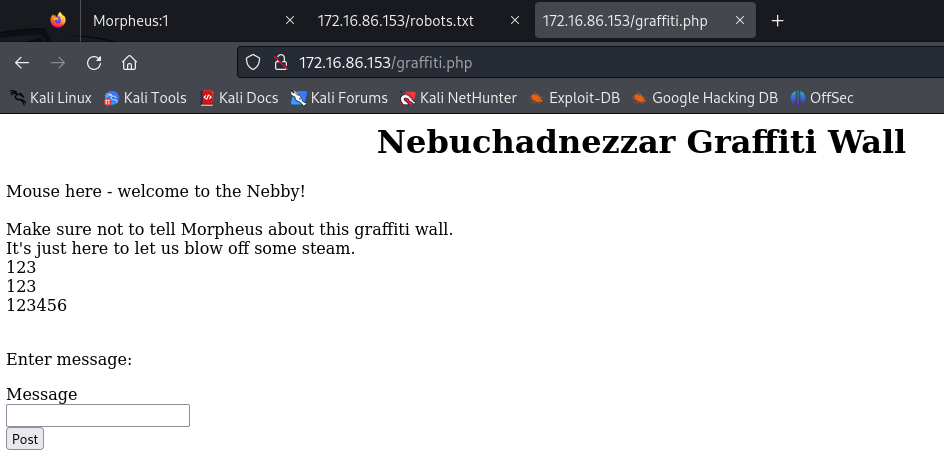 Morpheus:1
172.16.86.153/robots.txt
172.16.86.153/graffiti.php
172.16.86.153/graffiti.php
Kali Linux Kali Tools Kali Docs Kali Forums Kali NetHunter Exploit-DB Google Hacking DB OffSec
Nebuchadnezzar Graffiti Wall
Mouse here - welcome to the Nebby!
Make sure not to tell Morpheus about this graffiti wall.
It's just here to let us blow off some steam.
123
123
123456
Enter message:
Message
Post